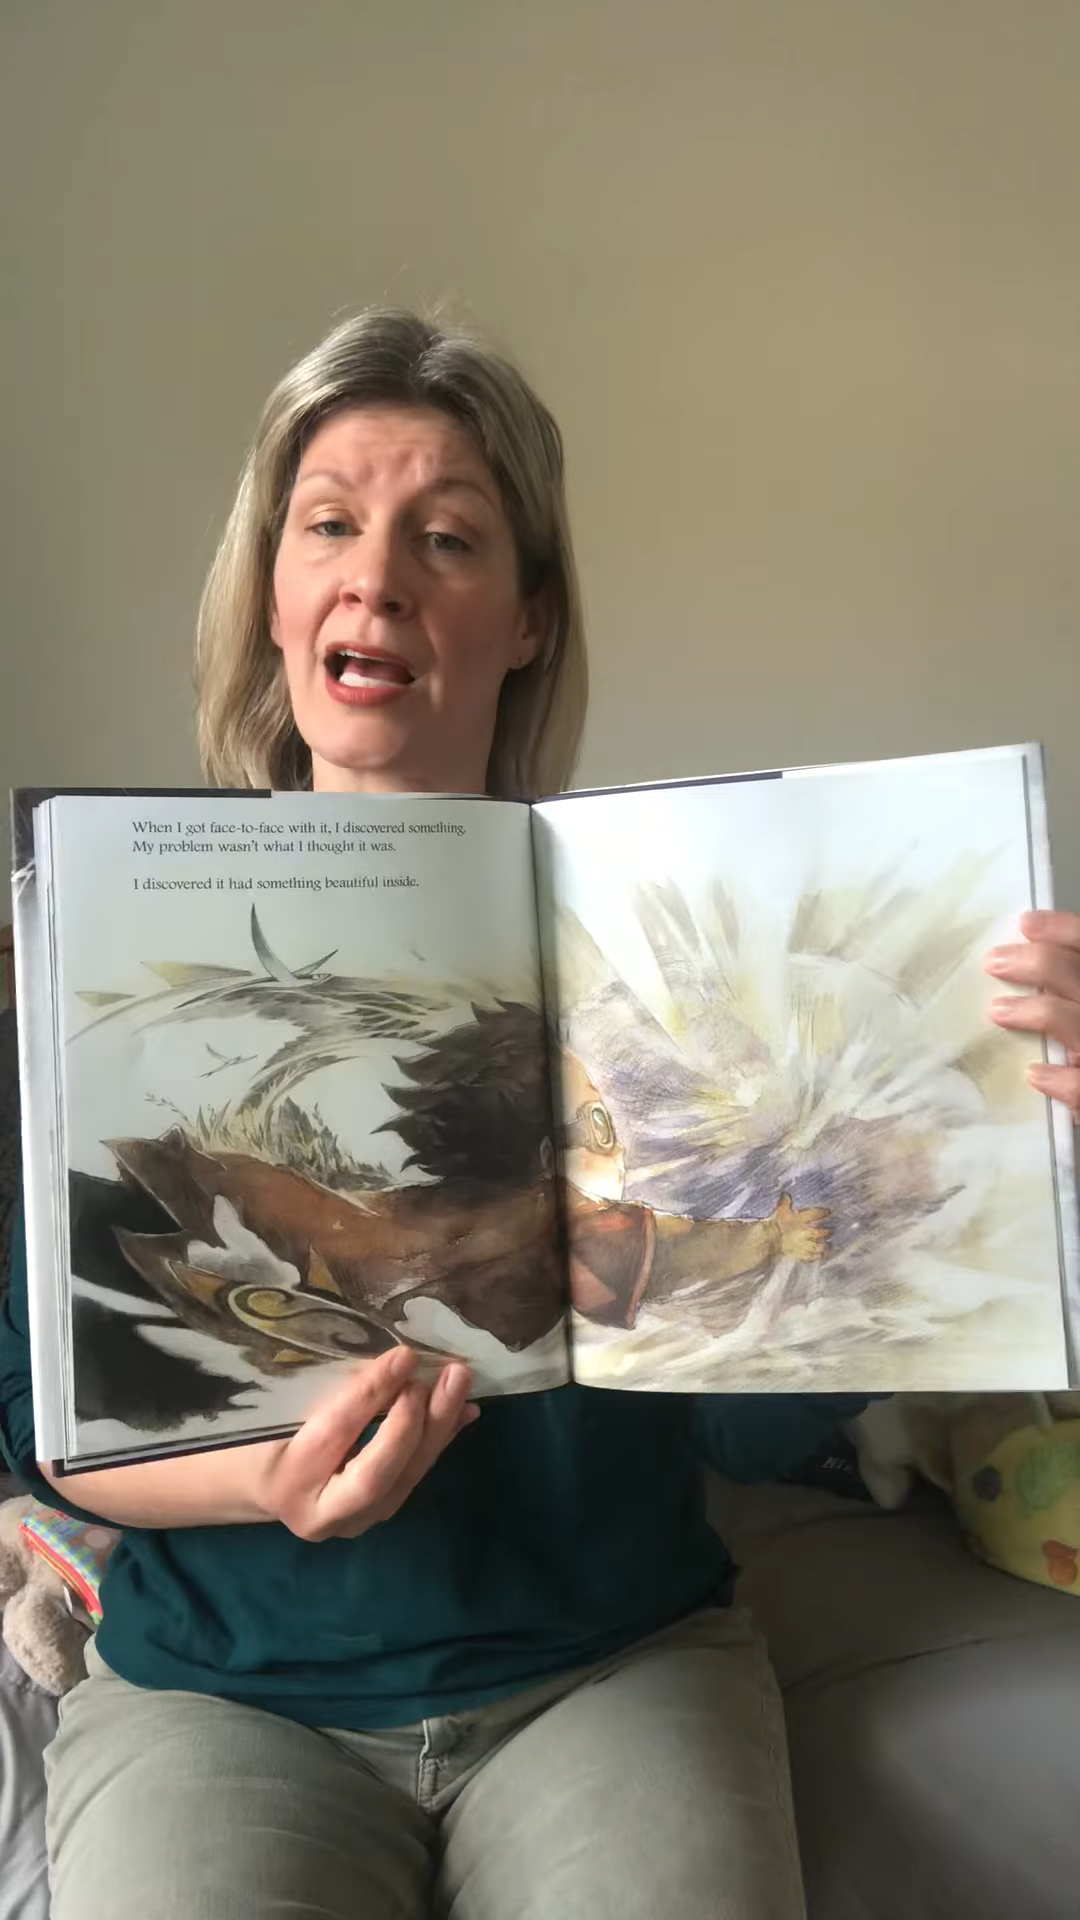 When I got face-to-face with it, I discovered something.
My problem wasn't what I thought it was.
I discovered it had something beautiful inside.